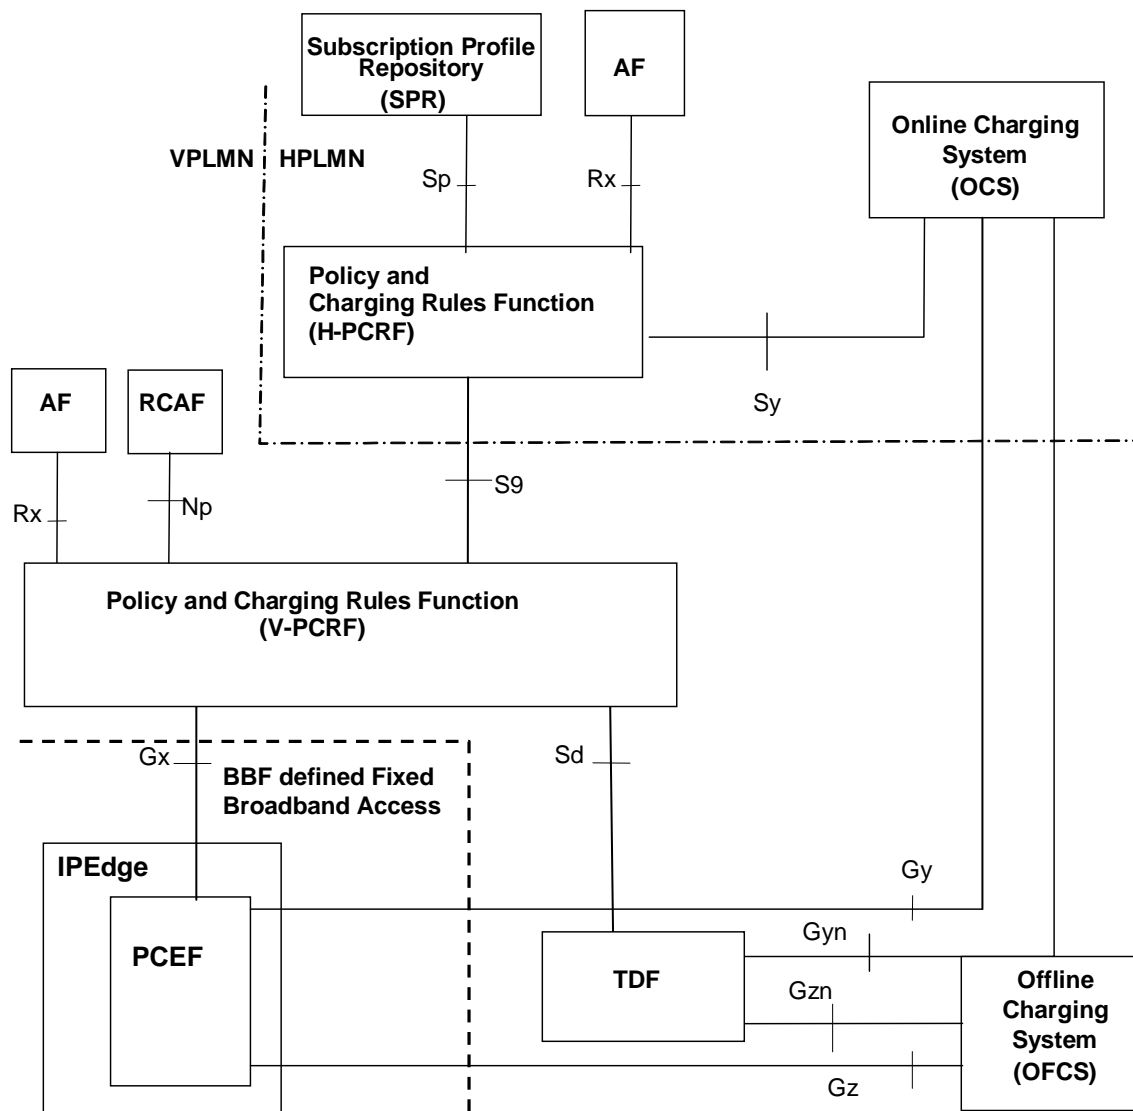 Subscription Profile
Repository
(SPR)
AF
Online Charging
System
(OCS)
VPLMN
HPLMN
Sp
Rx
Policy and
Charging Rules Function
(H-PCRF)
Sy
AF
RCAF
Rx
Np
S9
Policy and Charging Rules Function
(V-PCRF)
Gx
Sd
BBF defined Fixed
Broadband Access
IPEdge
PCEF
Gy
Gyn
TDF
Gzn
Gz
Offline
Charging
System
(OFCS)